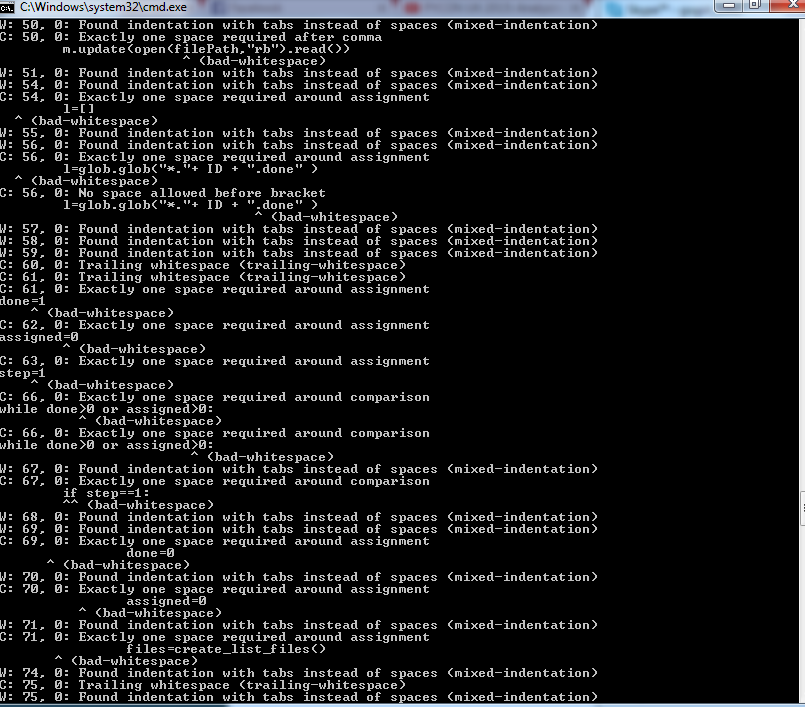 C:\Windows\system32\cmd.exe
W: 50, 0: Found indentation with tabs instead of spaces (mixed-indentation)
C: 50, 0: Exactly one space required after comma
        m.update(open(filePath,"rb").read())
                       ^ (bad-whitespace)
W: 51, 0: Found indentation with tabs instead of spaces (mixed-indentation)
W: 54, 0: Found indentation with tabs instead of spaces (mixed-indentation)
C: 54, 0: Exactly one space required around assignment
        l=[]
  ^ (bad-whitespace)
W: 55, 0: Found indentation with tabs instead of spaces (mixed-indentation)
W: 56, 0: Found indentation with tabs instead of spaces (mixed-indentation)
C: 56, 0: Exactly one space required around assignment
        l=glob.glob("*."+ ID + ".done" )
  ^ (bad-whitespace)
C: 56, 0: No space allowed before bracket
        l=glob.glob("*."+ ID + ".done" )
                                ^ (bad-whitespace)
W: 57, 0: Found indentation with tabs instead of spaces (mixed-indentation)
W: 58, 0: Found indentation with tabs instead of spaces (mixed-indentation)
W: 59, 0: Found indentation with tabs instead of spaces (mixed-indentation)
C: 60, 0: Trailing whitespace (trailing-whitespace)
C: 61, 0: Trailing whitespace (trailing-whitespace)
C: 61, 0: Exactly one space required around assignment
done=1
    ^ (bad-whitespace)
C: 62, 0: Exactly one space required around assignment
assigned=0
        ^ (bad-whitespace)
C: 63, 0: Exactly one space required around assignment
step=1
    ^ (bad-whitespace)
C: 66, 0: Exactly one space required around comparison
while done>0 or assigned>0:
          ^ (bad-whitespace)
C: 66, 0: Exactly one space required around comparison
while done>0 or assigned>0:
                        ^ (bad-whitespace)
W: 67, 0: Found indentation with tabs instead of spaces (mixed-indentation)
C: 67, 0: Exactly one space required around comparison
        if step==1:
        ^^ (bad-whitespace)
W: 68, 0: Found indentation with tabs instead of spaces (mixed-indentation)
W: 69, 0: Found indentation with tabs instead of spaces (mixed-indentation)
C: 69, 0: Exactly one space required around assignment
                done=0
      ^ (bad-whitespace)
W: 70, 0: Found indentation with tabs instead of spaces (mixed-indentation)
C: 70, 0: Exactly one space required around assignment
                assigned=0
          ^ (bad-whitespace)
W: 71, 0: Found indentation with tabs instead of spaces (mixed-indentation)
C: 71, 0: Exactly one space required around assignment
                files=create_list_files()
       ^ (bad-whitespace)
W: 74, 0: Found indentation with tabs instead of spaces (mixed-indentation)
C: 75, 0: Trailing whitespace (trailing-whitespace)
W: 75, 0: Found indentation with tabs instead of spaces (mixed-indentation)